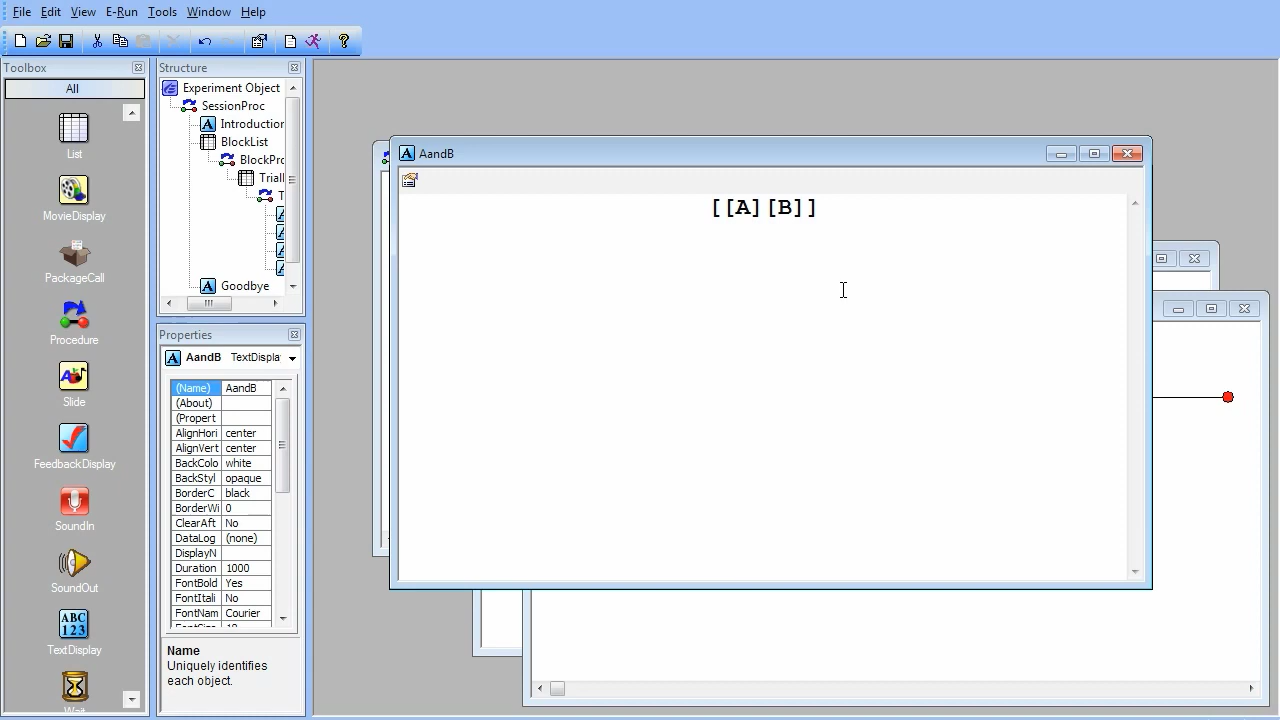 File Edit View E-Run Tools Window Help
Toolbox
All
List
MovieDisplay
PackageCall
Procedure
Slide
FeedbackDisplay
SoundIn
SoundOut
ABC
123
TextDisplay
Wait
Structure
Experiment Object
SessionProc
Introduction
BlockList
BlockPro
Trial
T
Goodbye
Properties
AandB TextDispla
(Name) AandB
(About)
(Propert
AlignHori center
AlignVert center
BackColo white
BackStyl opaque
BorderC black
BorderWi 0
ClearAft No
DataLog (none)
DisplayN
Duration 1000
FontBold Yes
FontItali No
FontNam Courier
Name
Uniquely identifies
each object.
AandB
[[A][B]]